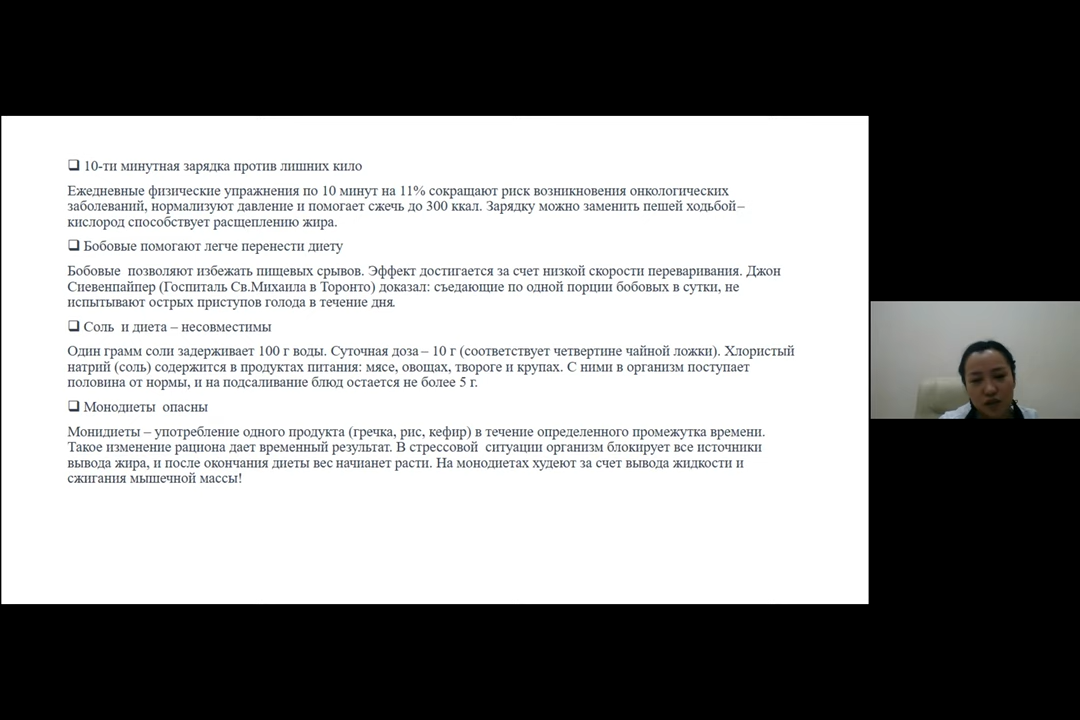 ❑ 10-ти минутная зарядка против лишних кило
Ежедневные физические упражнения по 10 минут на 11% сокращают риск возникновения онкологических
заболеваний, нормализуют давление и помогает сжечь до 300 ккал. Зарядку можно заменить пешей ходьбой–
кислород способствует расщеплению жира.
❑ Бобовые помогают легче перенести диету
Бобовые позволяют избежать пищевых срывов. Эффект достигается за счет низкой скорости переваривания. Джон
Сиевенпайпер (Госпиталь Св.Михаила в Торонто) доказал: съедающие по одной порции бобовых в сутки, не
испытывают острых приступов голода в течение дня.
❑ Соль и диета – несовместимы
Один грамм соли задерживает 100 г воды. Суточная доза – 10 г (соответствует четвертине чайной ложки). Хлористый
натрий (соль) содержится в продуктах питания: мясе, овощах, твороге и крупах. С ними в организм поступает
половина от нормы, и на подсаливание блюд остается не более 5 г.
❑ Монодиеты опасны
Монидиеты – употребление одного продукта (гречка, рис, кефир) в течение определенного промежутка времени.
Такое изменение рациона дает временный результат. В стрессовой ситуации организм блокирует все источники
вывода жира, и после окончания диеты вес начианет расти. На монодиетах худеют за счет вывода жидкости и
сжигания мышечной массы!